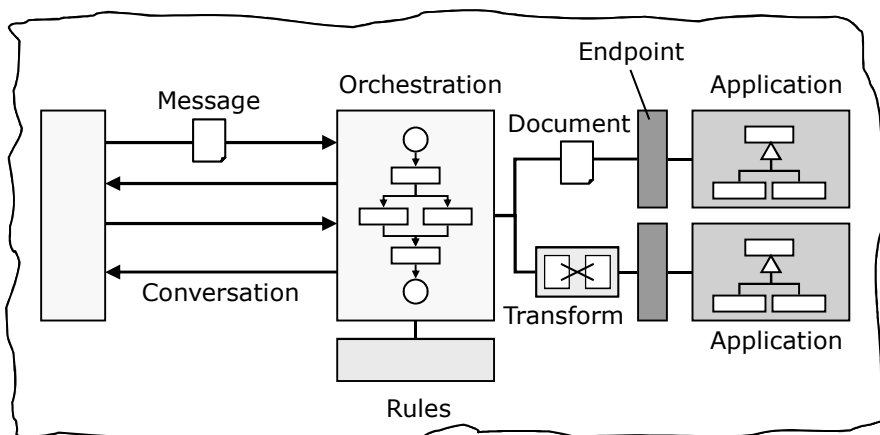 Endpoint
Message
Orchestration
Application
Document
Conversation
Transform
Application
Rules